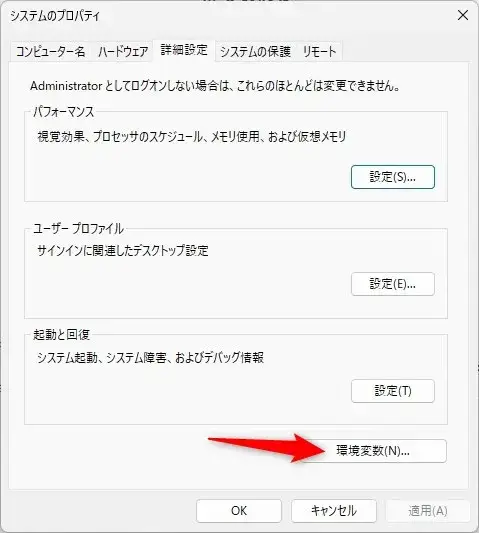 システムのプロパティ
コンピューター名 ハードウェア 詳細設定 システムの保護 リモート
Administrator としてログオンしない場合は、これらのほとんどは変更できません。
パフォーマンス
視覚効果、プロセッサのスケジュール、メモリ使用、および仮想メモリ
設定(S)...
ユーザー プロファイル
サインインに関連したデスクトップ設定
設定(E)...
起動と回復
システム起動、システム障害、およびデバッグ情報
設定(T)
環境変数(N)...
OK キャンセル 適用(A)